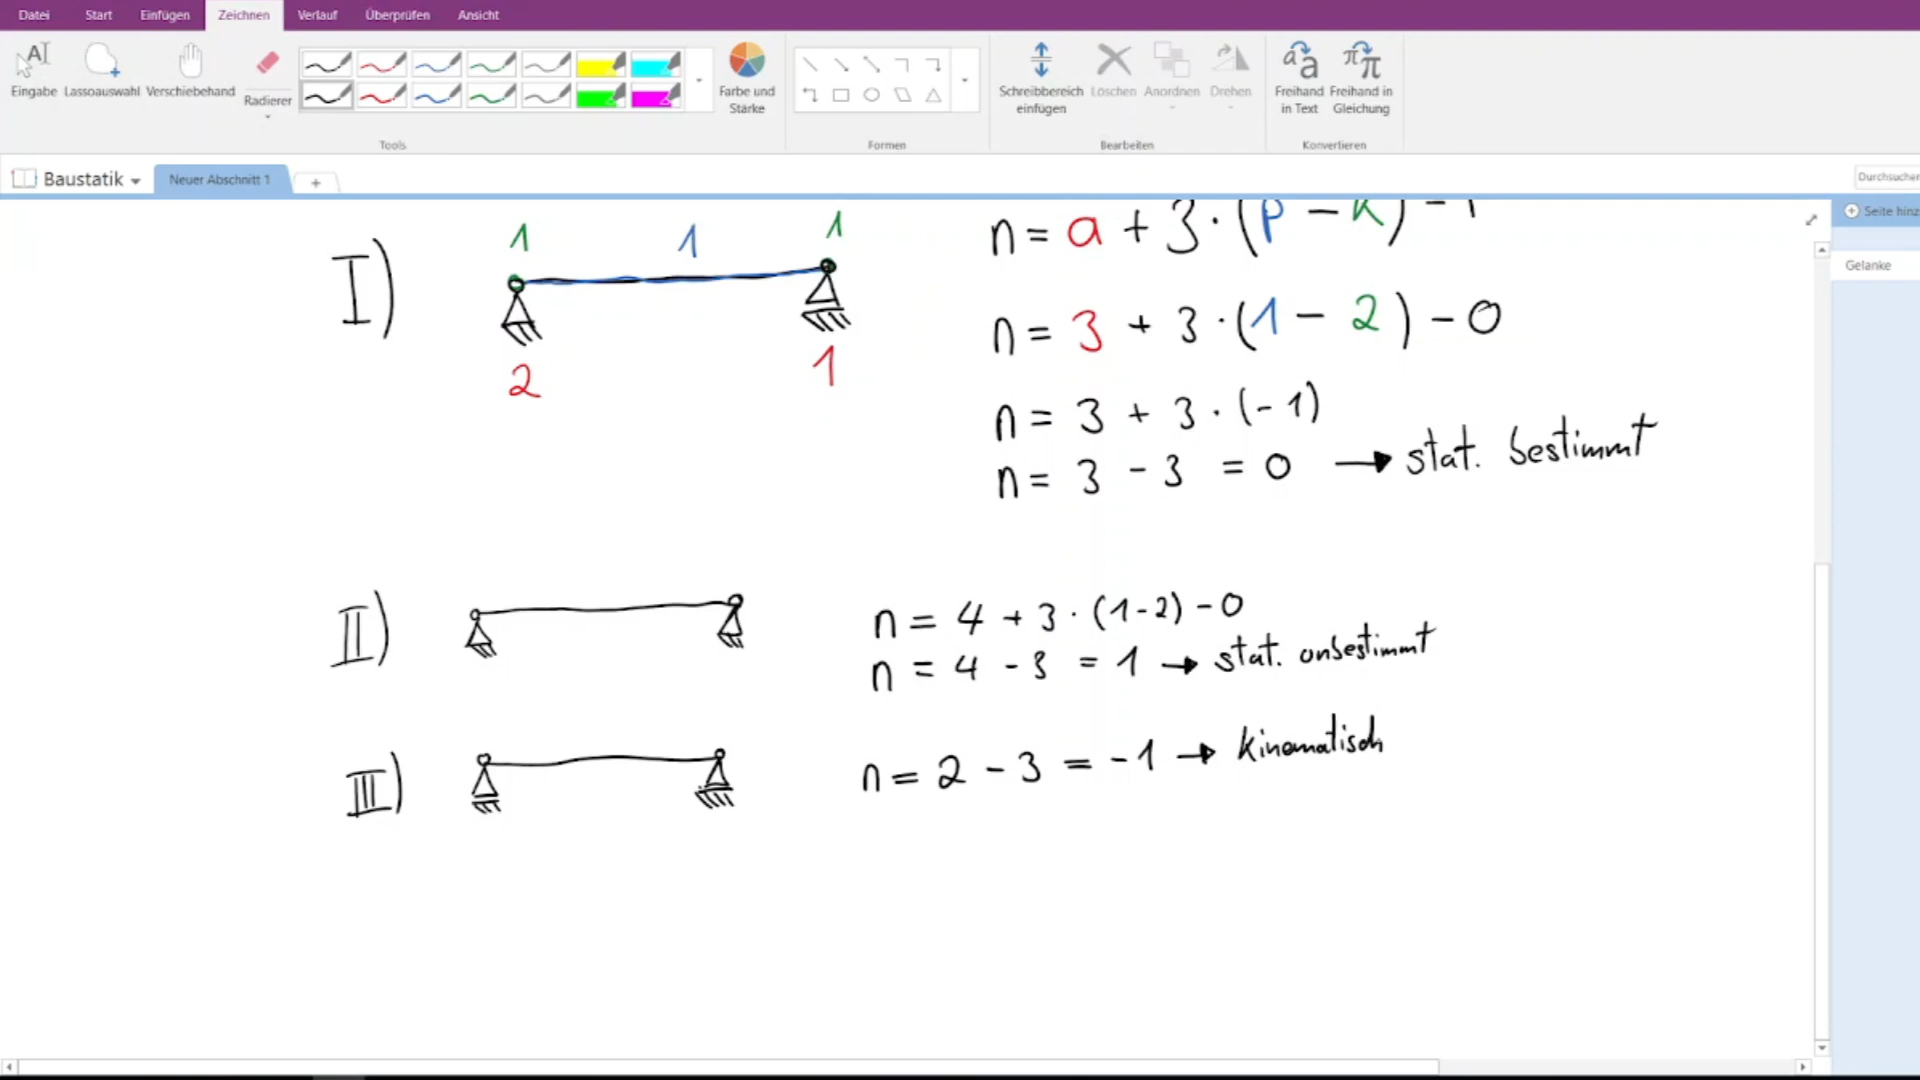 Datei Start Einfügen Zeichnen Verlauf Überprüfen Ansicht
Eingabe Lassoauswahl Verschiebehand Radierer
Farbe und Stärke
Schreibbereich einfügen
Löschen Anordnen Drehen
Freihand in Text
Freihand in Gleichung
Tools Formen Bearbeiten Konvertieren
Baustatik Neuer Abschnitt 1 +
Durchsuchen
Seite hinz
Gelanke
I)
1 1 1
2 1
n = a + 3 · (p - k) -
n = 3 + 3 · (1 - 2) - 0
n = 3 + 3 · (-1)
n = 3 - 3 = 0 → stat. bestimmt
II)
n = 4 + 3 · (1-2) - 0
n = 4 - 3 = 1 → stat. unbestimmt
III)
n = 2 - 3 = -1 → kinematisch